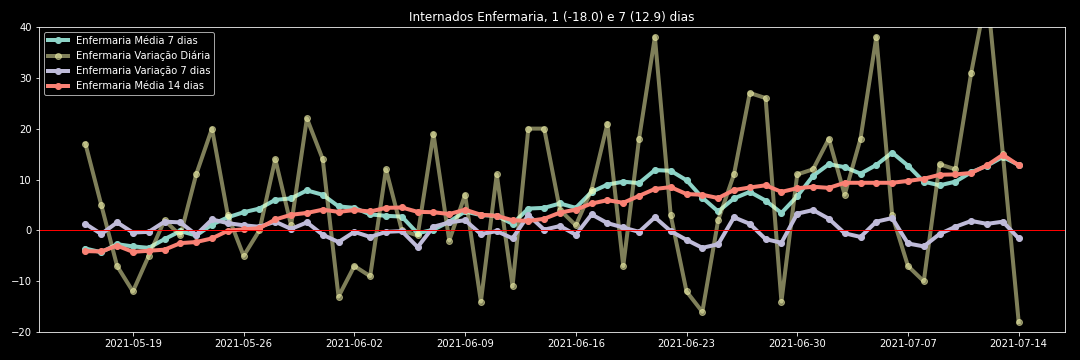 Internados Enfermaria, 1 (-18.0) e 7 (12.9) dias
40
30
20
10
0
−10
−20
Enfermaria Média 7 dias
Enfermaria Variação Diária
Enfermaria Variação 7 dias
Enfermaria Média 14 dias
2021-05-19 2021-05-26 2021-06-02 2021-06-09 2021-06-16 2021-06-23 2021-06-30 2021-07-07 2021-07-14